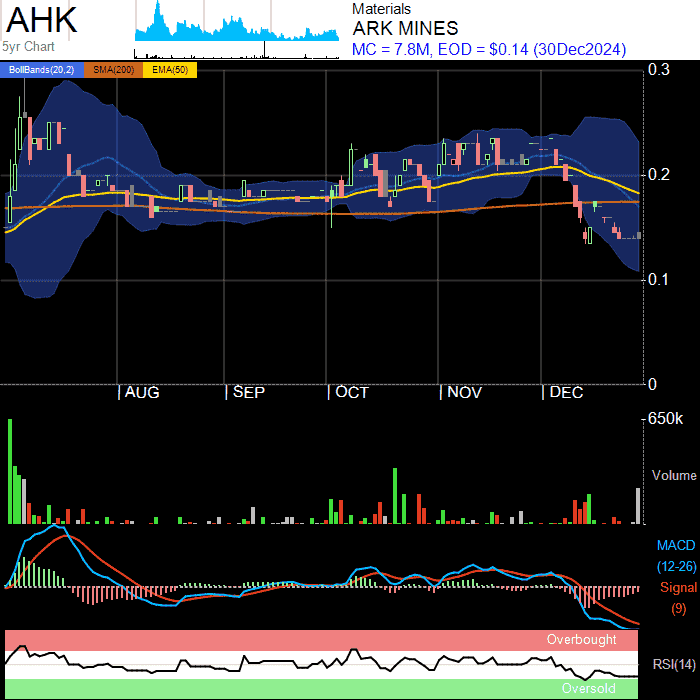 AHK
5yr Chart
Materials
ARK MINES
MC = 7.8M, EOD = $0.14 (30Dec2024)
BollBands(20,2) SMA(200) EMA(50)
0.3
0.2
0.1
0
AUG SEP OCT NOV DEC
650k
Volume
MACD
(12-26)
Signal
(9)
Overbought
RSI(14)
Oversold